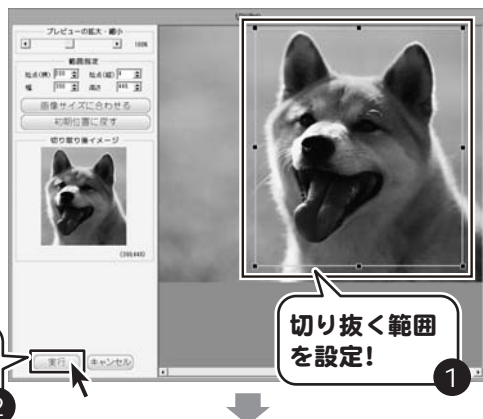 プレビューの拡大・縮小
100%
範囲指定
始点(横) 始点(縦)
幅 高さ
画像サイズに合わせる
初期位置に戻す
切り取り後イメージ
実行 キャンセル
切り抜く範囲
を設定!
1
2